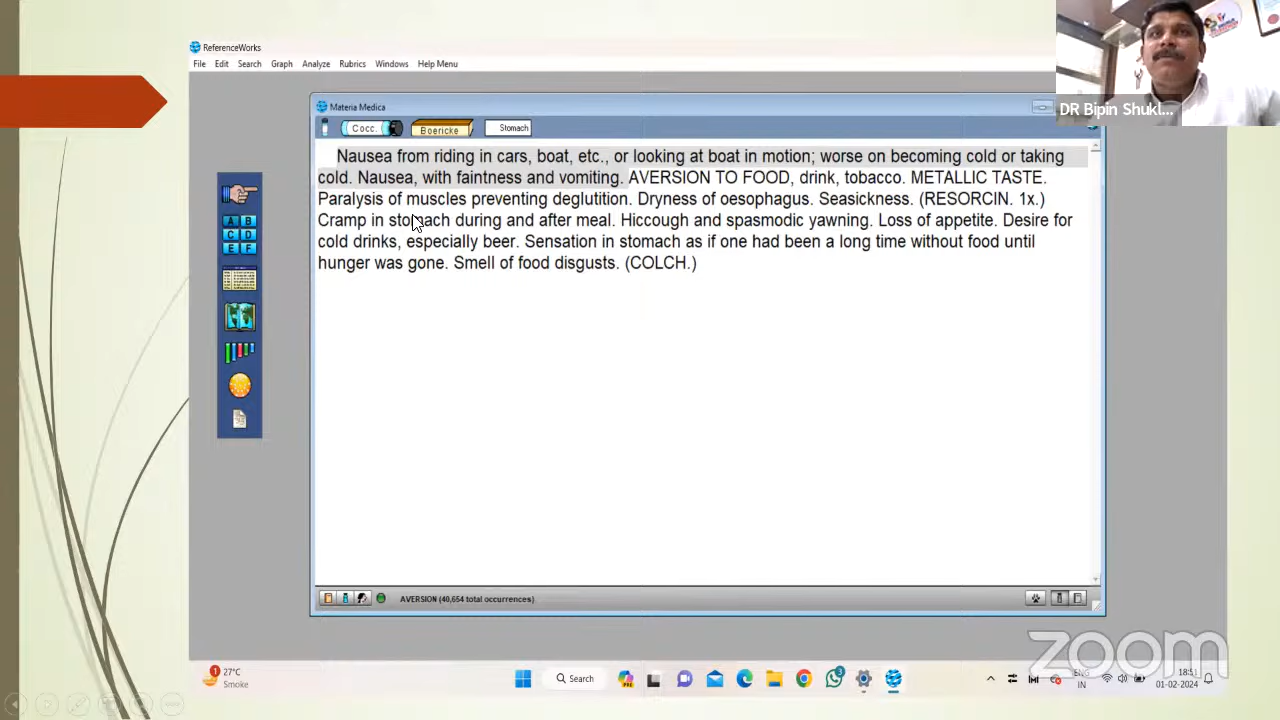 ReferenceWorks
File Edit Search Graph Analyze Rubrics Windows Help Menu
DR Bipin Shukl...
Materia Medica
Cocc. Boericke Stomach
Nausea from riding in cars, boat, etc., or looking at boat in motion; worse on becoming cold or taking
cold. Nausea, with faintness and vomiting. AVERSION TO FOOD, drink, tobacco. METALLIC TASTE.
Paralysis of muscles preventing deglutition. Dryness of oesophagus. Seasickness. (RESORCIN. 1x.)
Cramp in stomach during and after meal. Hiccough and spasmodic yawning. Loss of appetite. Desire for
cold drinks, especially beer. Sensation in stomach as if one had been a long time without food until
hunger was gone. Smell of food disgusts. (COLCH.)
A B
C D
E F
AVERSION (40,654 total occurrences)
zoom
1
27°C
Smoke
Search
3
ENG
IN
18:51
01-02-2024